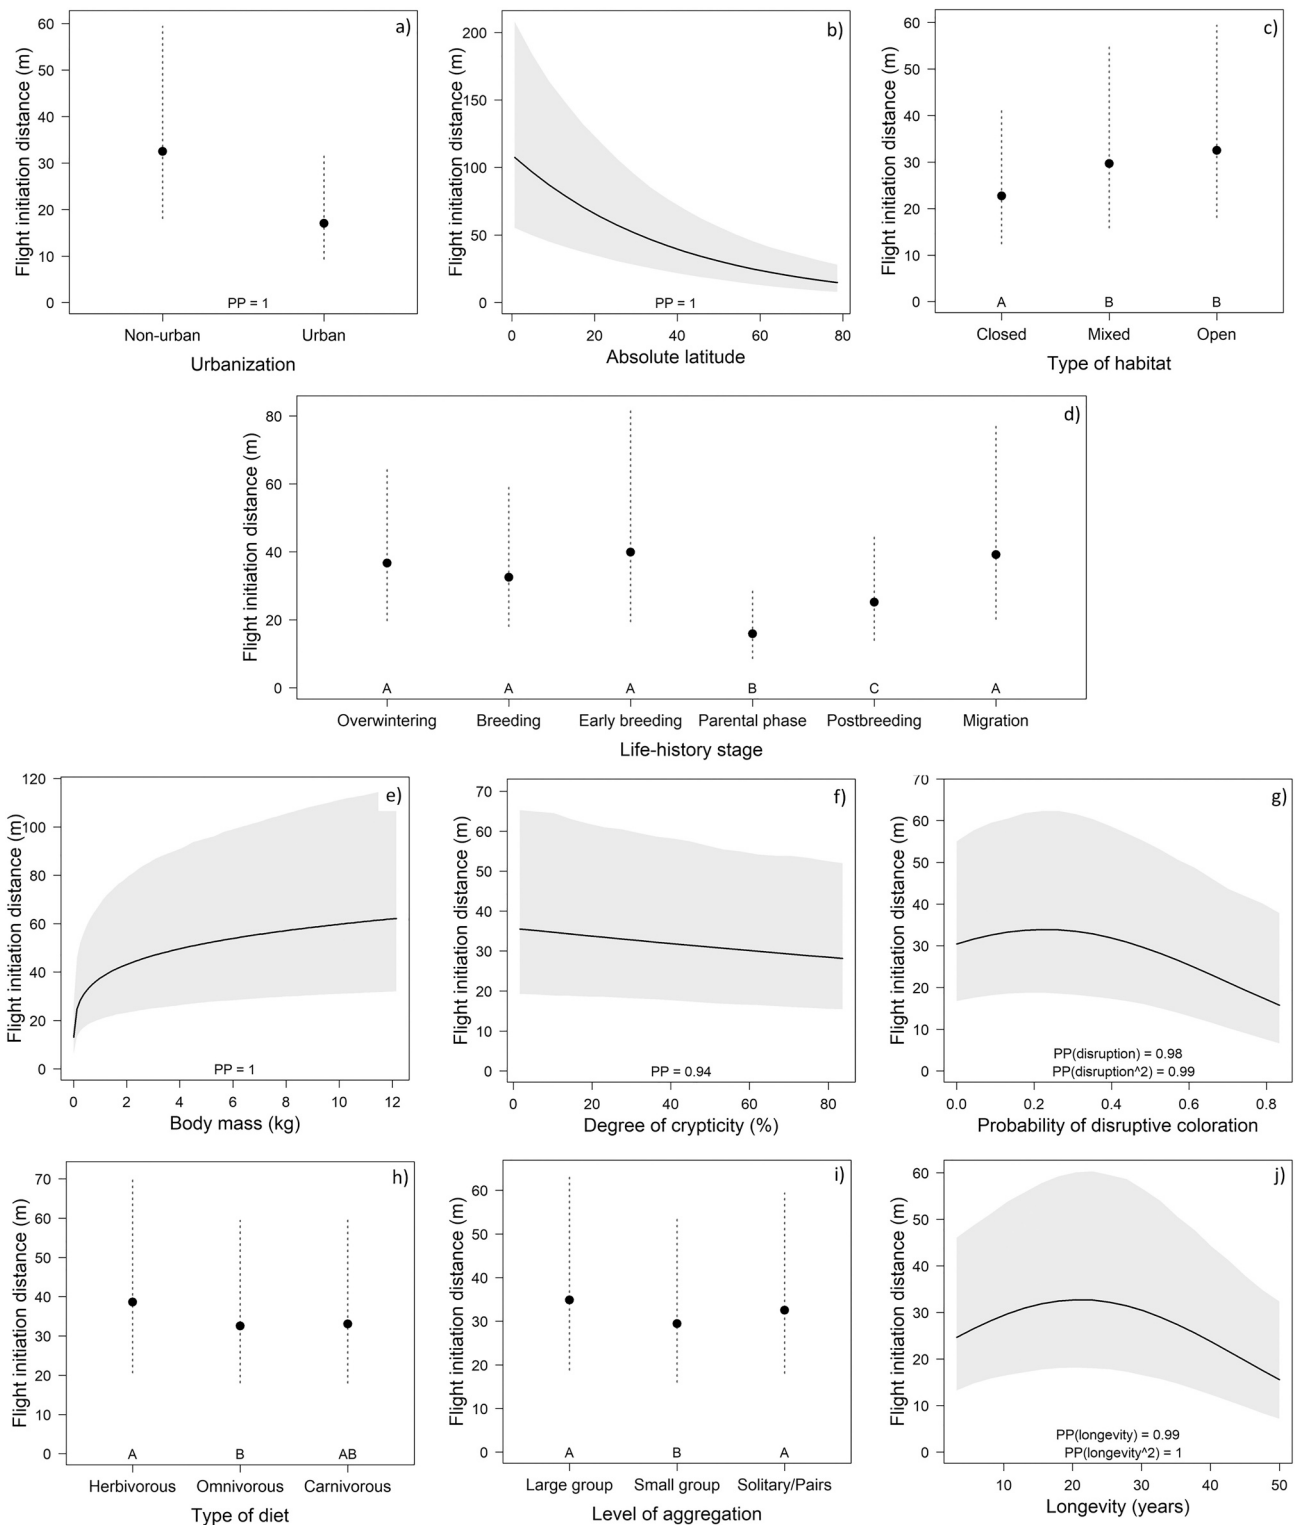 a)
Flight initiation distance (m)
60
50
40
30
20
10
0
PP = 1
Non-urban Urban
Urbanization
b)
Flight initiation distance (m)
200
150
100
50
0
PP = 1
0 20 40 60 80
Absolute latitude
c)
Flight initiation distance (m)
60
50
40
30
20
10
0
A B B
Closed Mixed Open
Type of habitat
d)
Flight initiation distance (m)
80
60
40
20
0
A A A B C A
Overwintering Breeding Early breeding Parental phase Postbreeding Migration
Life-history stage
e)
Flight initiation distance (m)
120
100
80
60
40
20
0
PP = 1
0 2 4 6 8 10 12
Body mass (kg)
f)
Flight initiation distance (m)
70
60
50
40
30
20
10
0
PP = 0.94
0 20 40 60 80
Degree of crypticity (%)
g)
Flight initiation distance (m)
70
60
50
40
30
20
10
0
PP(disruption) = 0.98
PP(disruption^2) = 0.99
0.0 0.2 0.4 0.6 0.8
Probability of disruptive coloration
h)
Flight initiation distance (m)
70
60
50
40
30
20
10
0
A B AB
Herbivorous Omnivorous Carnivorous
Type of diet
i)
Flight initiation distance (m)
60
50
40
30
20
10
0
A B A
Large group Small group Solitary/Pairs
Level of aggregation
j)
Flight initiation distance (m)
60
50
40
30
20
10
0
PP(longevity) = 0.99
PP(longevity^2) = 1
10 20 30 40 50
Longevity (years)